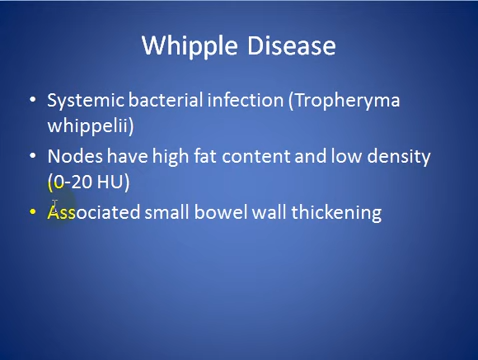 Whipple Disease
• Systemic bacterial infection (Tropheryma
whippelii)
• Nodes have high fat content and low density
(0-20 HU)
• Associated small bowel wall thickening